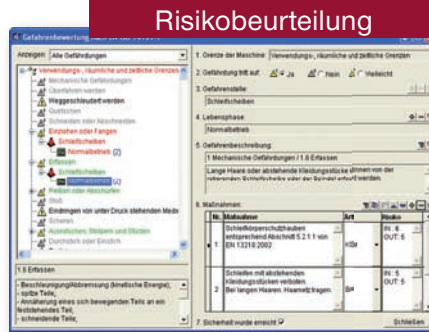 Risikobeurteilung
Anzeigen: Alle Gefährdungen
Verwendungs-, räumliche und zeitliche Grenzen
Mechanische Gefährdungen
Überfahren werden
Weggeschleudert werden
Quetschen
Schneiden oder Abschneiden
Einziehen oder Fangen
Schleifscheiben
Normalbetrieb (2)
Erfassen
Schleifscheiben
Normalbetrieb (2)
Reiben oder Abschürfen
Stoß
Eindringen von unter Druck stehenden Medie
Scheren
Ausrutschen, Stolpern und Stürzen
Durchstich oder Einstich
1.6 Erfassen
- Beschleunigung/Abbremsung (kinetische Energie),
- spitze Teile,
- Annäherung eines sich bewegenden Teils an ein
feststehendes Teil,
- schneidende Teile,
1. Grenze der Maschine: Verwendungs-, räumliche und zeitliche Grenzen
2. Gefährdung tritt auf: Ja Nein Vielleicht
3. Gefahrenstelle:
Schleifscheiben
4. Lebensphase:
Normalbetrieb
5. Gefahrenbeschreibung:
1 Mechanische Gefährdungen / 1.6 Erfassen
Lange Haare oder abstehende Kleidungsstücke können von der
rotierenden Schleifscheibe oder der Spindel erfasst werden.
6. Maßnahmen:
Nr. Maßnahme Art Risiko
1 Schleifkörperschutzhauben
entsprechend Abschnitt 5.2.1.1 von
EN 13218:2002
IN : 6
OUT: 5
2 Schleifen mit abstehenden
Kleidungsstücken verboten.
Bei langen Haaren, Haarnetz tragen.
IN : 5
OUT:
7. Sicherheit wurde erreicht
Schließen